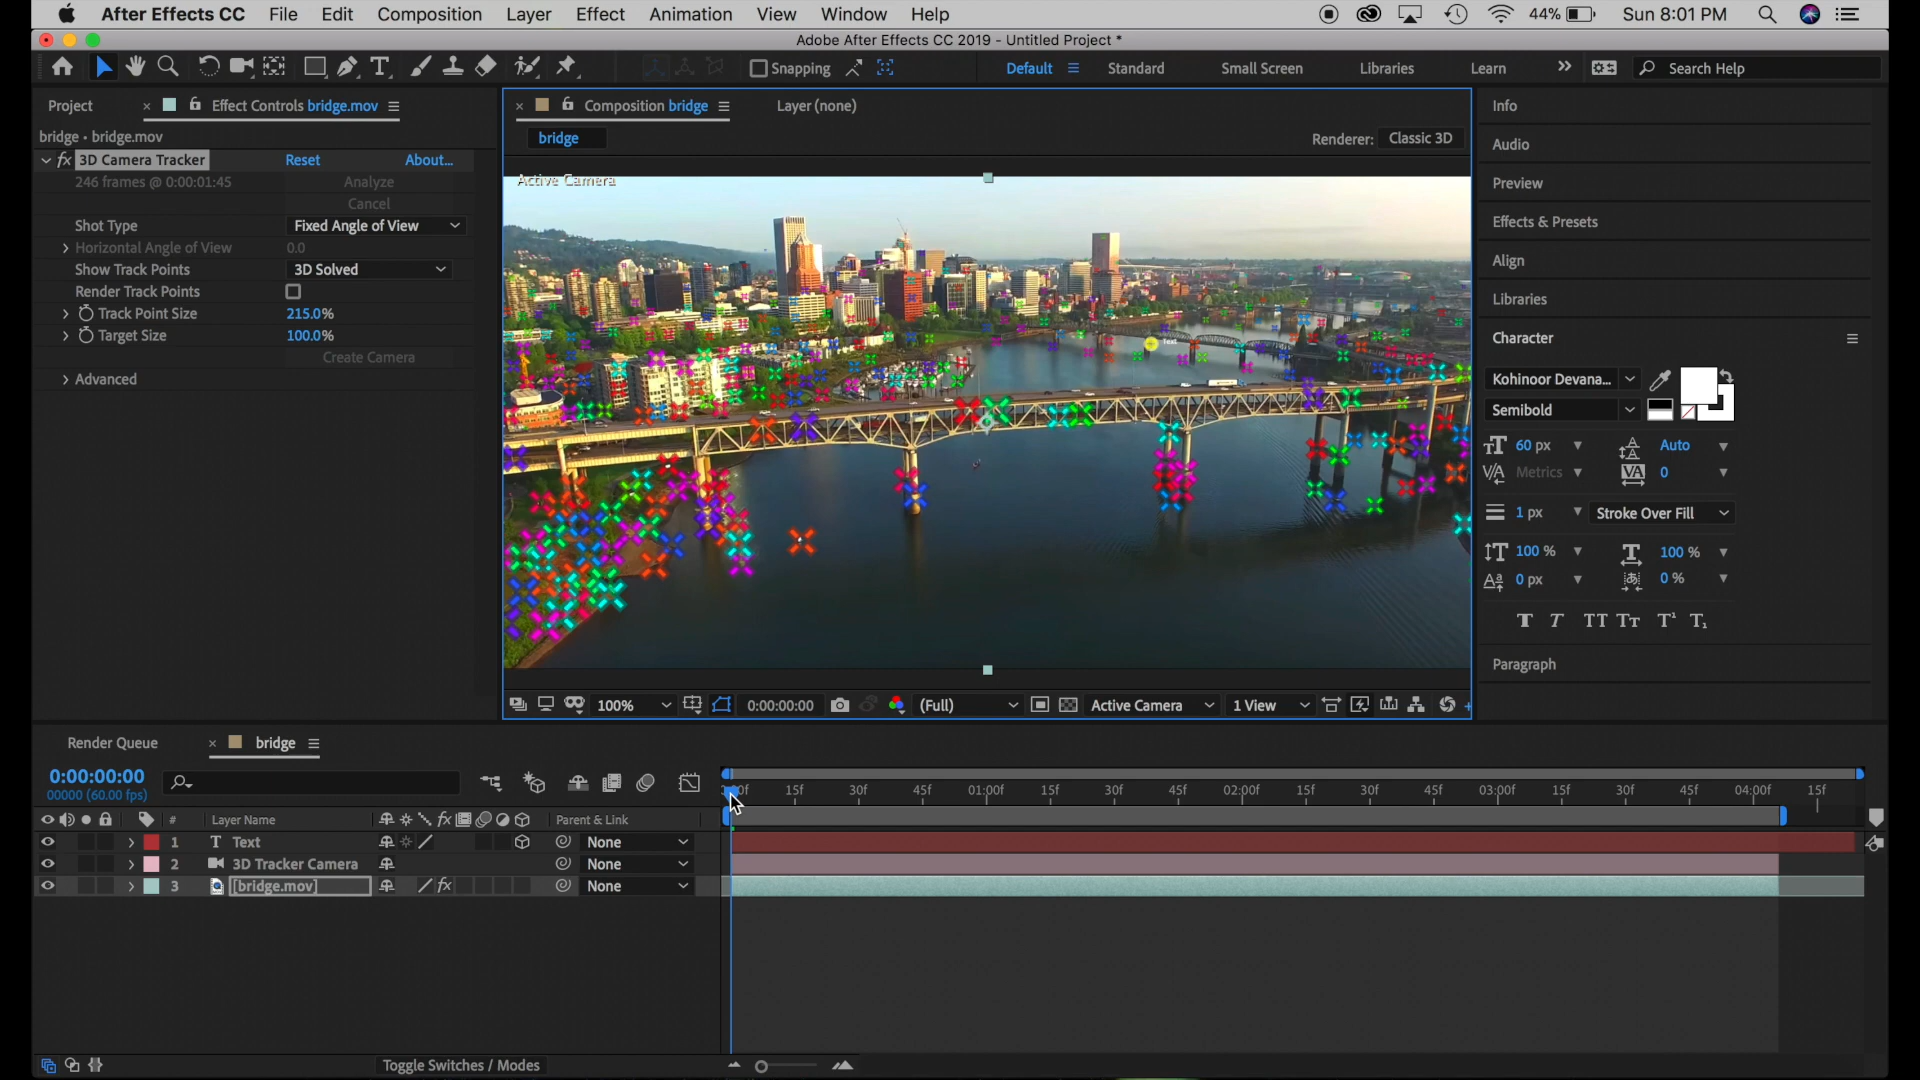 After Effects CC File Edit Composition Layer Effect Animation View Window Help 44% Sun 8:01 PM
Adobe After Effects CC 2019 - Untitled Project *
Snapping Default Standard Small Screen Libraries Learn Search Help
Project Effect Controls bridge.mov
Composition bridge Layer (none)
bridge • bridge.mov
bridge Renderer: Classic 3D
fx 3D Camera Tracker Reset About...
246 frames @ 0:00:01:45 Analyze
Cancel
Shot Type Fixed Angle of View
Horizontal Angle of View 0.0
Show Track Points 3D Solved
Render Track Points
Track Point Size 215.0%
Target Size 100.0%
Create Camera
Advanced
Active Camera
Text
100% 0:00:00:00 (Full) Active Camera 1 View
Info
Audio
Preview
Effects & Presets
Align
Libraries
Character
Kohinoor Devana...
Semibold
60 px Auto
Metrics 0
1 px Stroke Over Fill
100 % 100 %
0 px 0 %
T T TT Tt T¹ T₁
Paragraph
Render Queue bridge
0:00:00:00
00000 (60.00 fps)
15f 30f 45f 01:00f 15f 30f 45f 02:00f 15f 30f 45f 03:00f 15f 30f 45f 04:00f 15f
# Layer Name fx Parent & Link
1 T Text None
2 3D Tracker Camera None
3 [bridge.mov] fx None
Toggle Switches / Modes